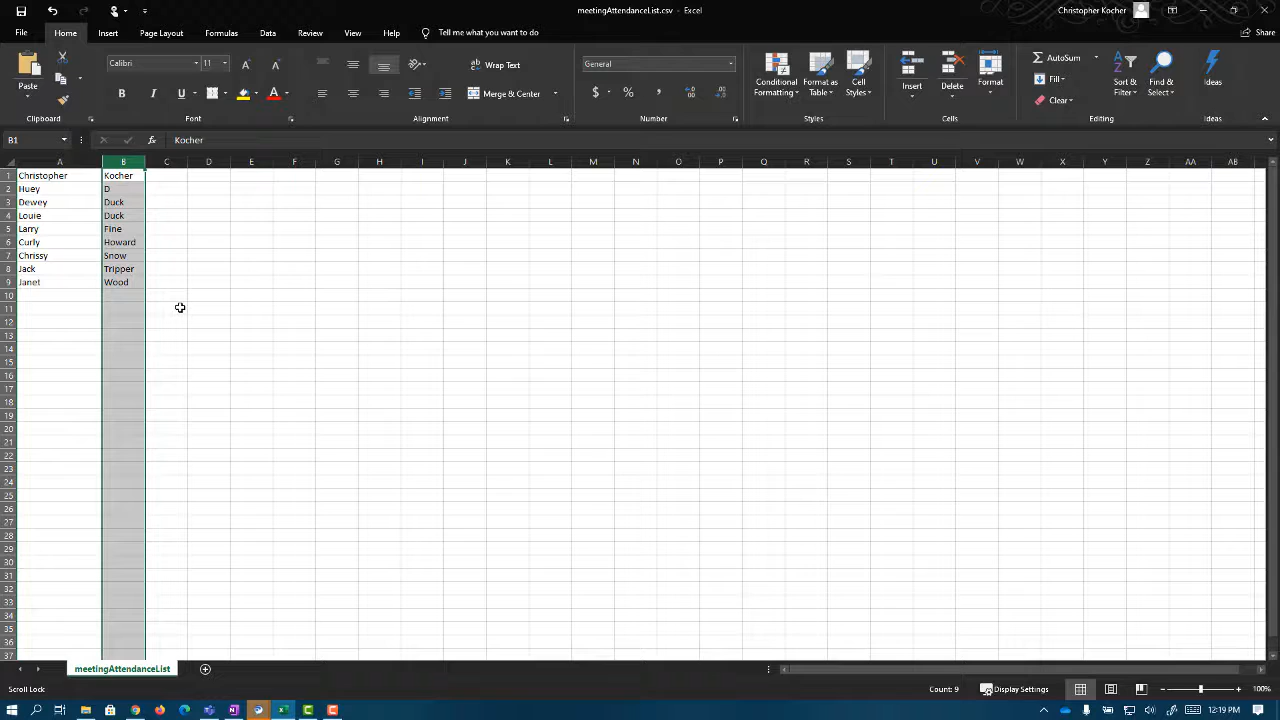 meetingAttendanceList.csv - Excel
Christopher Kocher
File Home Insert Page Layout Formulas Data Review View Help Tell me what you want to do Share
Paste
Clipboard
Calibri 11
B I U
Font
Wrap Text
Merge & Center
Alignment
General
$ % ,
Number
Conditional Formatting
Format as Table
Cell Styles
Styles
Insert
Delete
Format
Cells
AutoSum
Fill
Clear
Sort & Filter
Find & Select
Editing
Ideas
Ideas
B1 fx Kocher
A B C D E F G H I J K L M N O P Q R S T U V W X Y Z AA AB
1 Christopher Kocher
2 Huey D
3 Dewey Duck
4 Louie Duck
5 Larry Fine
6 Curly Howard
7 Chrissy Snow
8 Jack Tripper
9 Janet Wood
10
11
12
13
14
15
16
17
18
19
20
21
22
23
24
25
26
27
28
29
30
31
32
33
34
35
36
37
meetingAttendanceList
Scroll Lock Count: 9 Display Settings 100%
12:19 PM